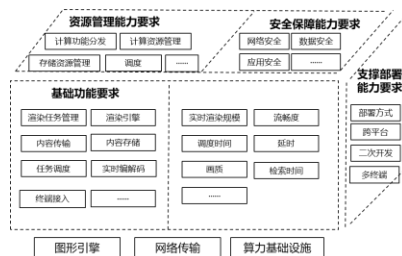 资源管理能力要求
安全保障能力要求
计算功能分发
计算资源管理
网络安全
数据安全
存储资源管理
调度
......
应用安全
......
支撑部署
能力要求
基础功能要求
部署方式
渲染任务管理
渲染引擎
实时渲染规模
流畅度
跨平台
内容传输
内容存储
调度时间
延时
二次开发
任务调度
实时编解码
画质
检索时间
多终端
终端接入
......
......
图形引擎
网络传输
算力基础设施